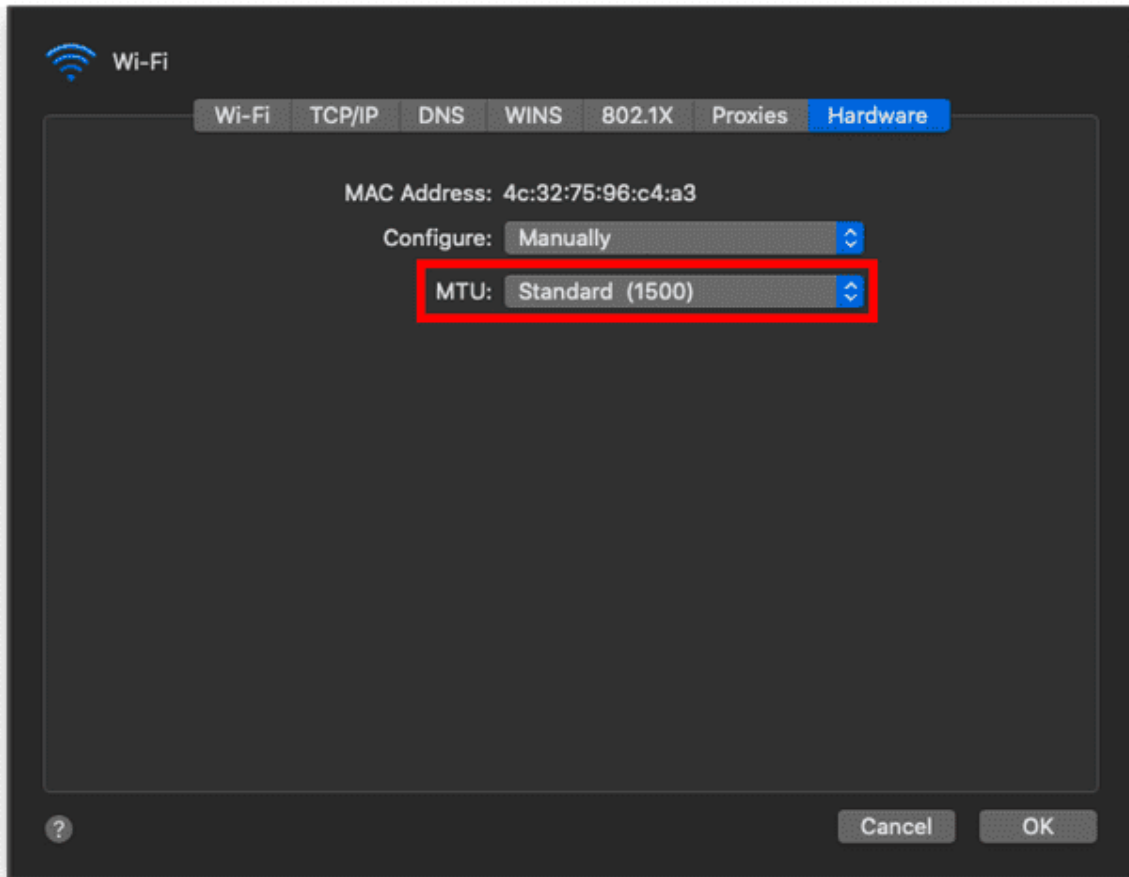 Wi-Fi
Wi-Fi TCP/IP DNS WINS 802.1X Proxies Hardware
MAC Address: 4c:32:75:96:c4:a3
Configure: Manually
MTU: Standard (1500)
? Cancel OK